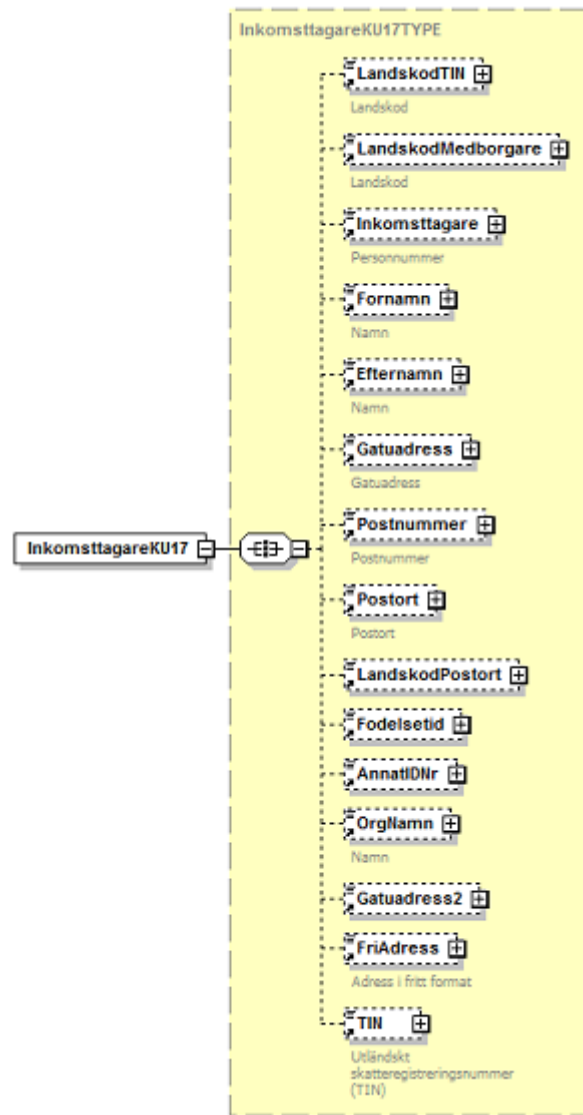 InkomsttagareKU17TYPE
LandskodTIN
Landskod
LandskodMedborgare
Landskod
Inkomsttagare
Personnummer
Fornamn
Namn
Efternamn
Namn
Gatuadress
Gatuadress
InkomsttagareKU17
Postnummer
Postnummer
Postort
Postort
LandskodPostort
Fodelsetid
AnnatIDNr
OrgNamn
Namn
Gatuadress2
FriAdress
Adress i fritt format
TIN
Utländskt
skatteregistreringsnummer
(TIN)